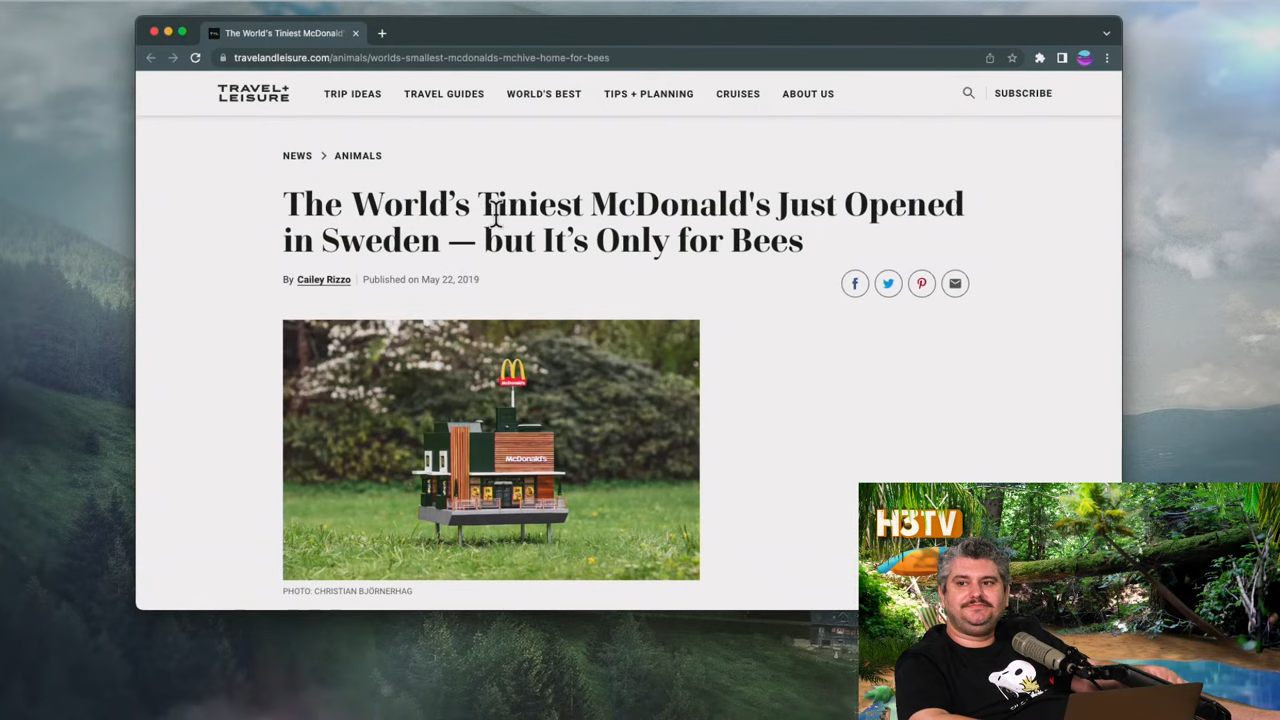 The World's Tiniest McDonald'
travelandleisure.com/animals/worlds-smallest-mcdonalds-mchive-home-for-bees
TRAVEL+
LEISURE
TRIP IDEAS
TRAVEL GUIDES
WORLD'S BEST
TIPS + PLANNING
CRUISES
ABOUT US
SUBSCRIBE
NEWS > ANIMALS
The World’s Tiniest McDonald's Just Opened
in Sweden — but It’s Only for Bees
By Cailey Rizzo
Published on May 22, 2019
McDonald's
McDonald's
PHOTO: CHRISTIAN BJÖRNERHAG
H3TV